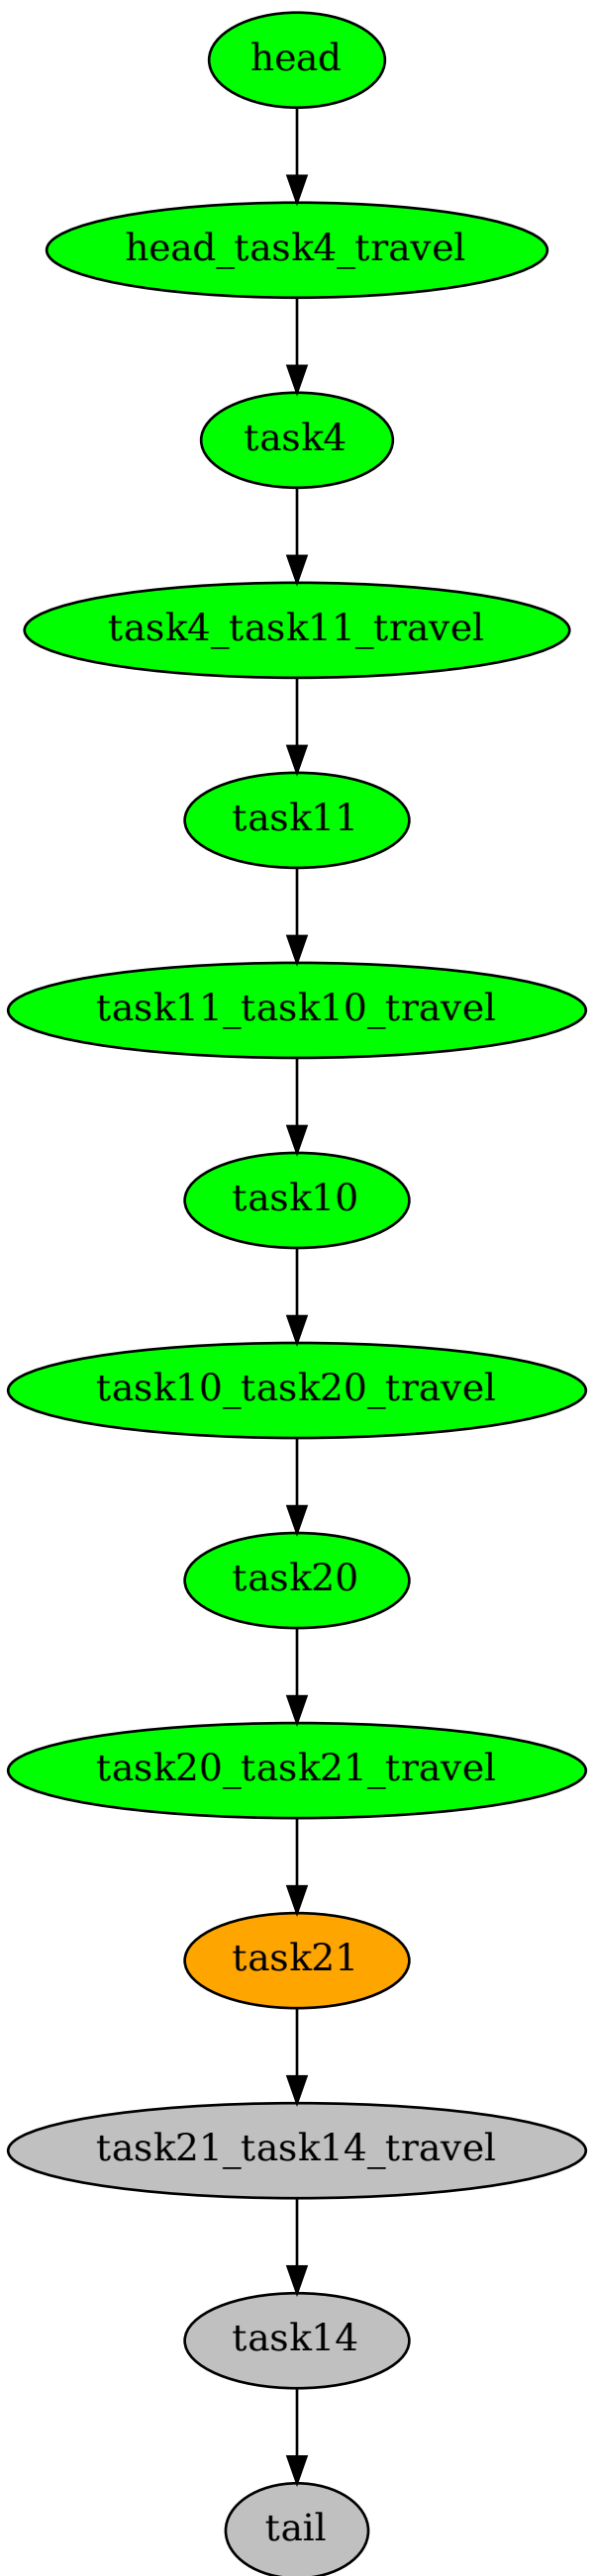 head
head_task4_travel
task4
task4_task11_travel
task11
task11_task10_travel
task10
task10_task20_travel
task20
task20_task21_travel
task21
task21_task14_travel
task14
tail